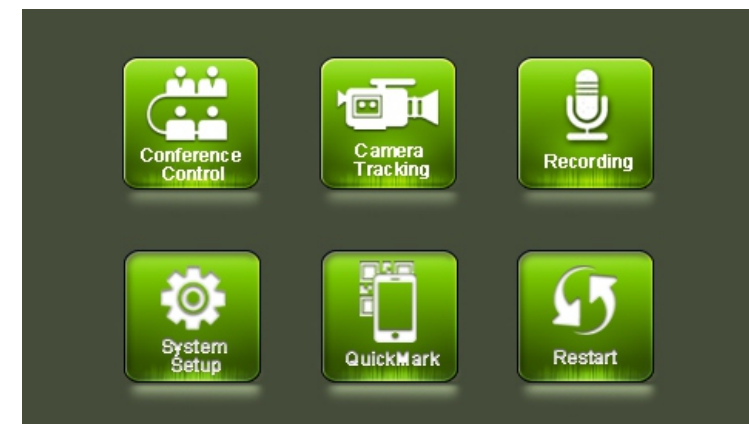 Conference
Control
Camera
Tracking
Recording
System
Setup
QuickMark
Restart